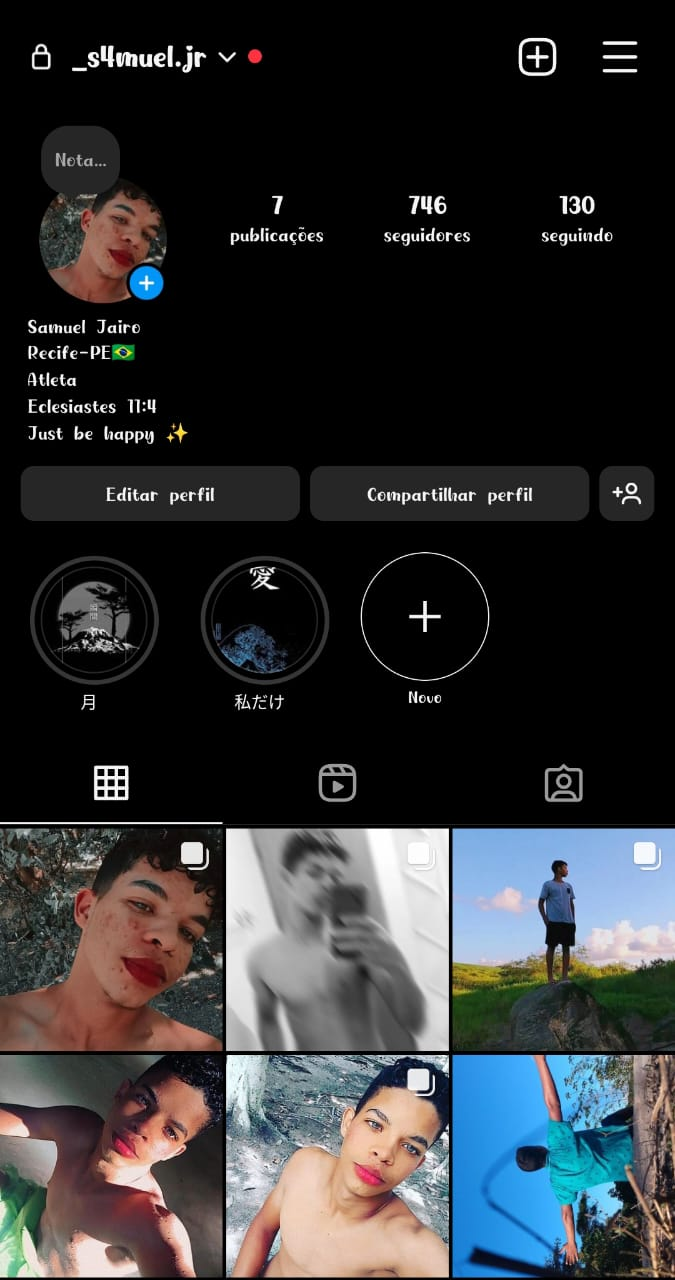 _s4muel.jr
Nota...
7
publicações
746
seguidores
130
seguindo
Samuel Jairo
Recife-PE🇧🇷
Atleta
Eclesiastes 11:4
Just be happy ✨
Editar perfil
Compartilhar perfil
愛
月
私だけ
Novo